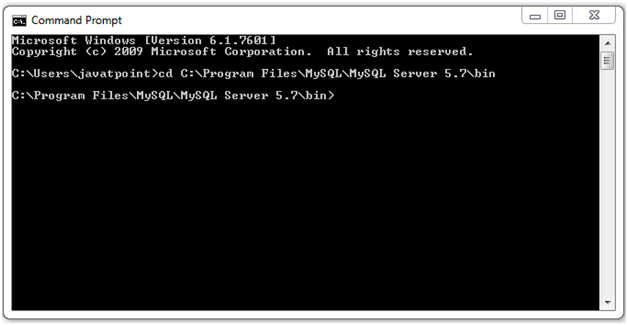 Command Prompt
Microsoft Windows [Version 6.1.7601]
Copyright (c) 2009 Microsoft Corporation.  All rights reserved.
C:\Users\javatpoint>cd C:\Program Files\MySQL\MySQL Server 5.7\bin
C:\Program Files\MySQL\MySQL Server 5.7\bin>